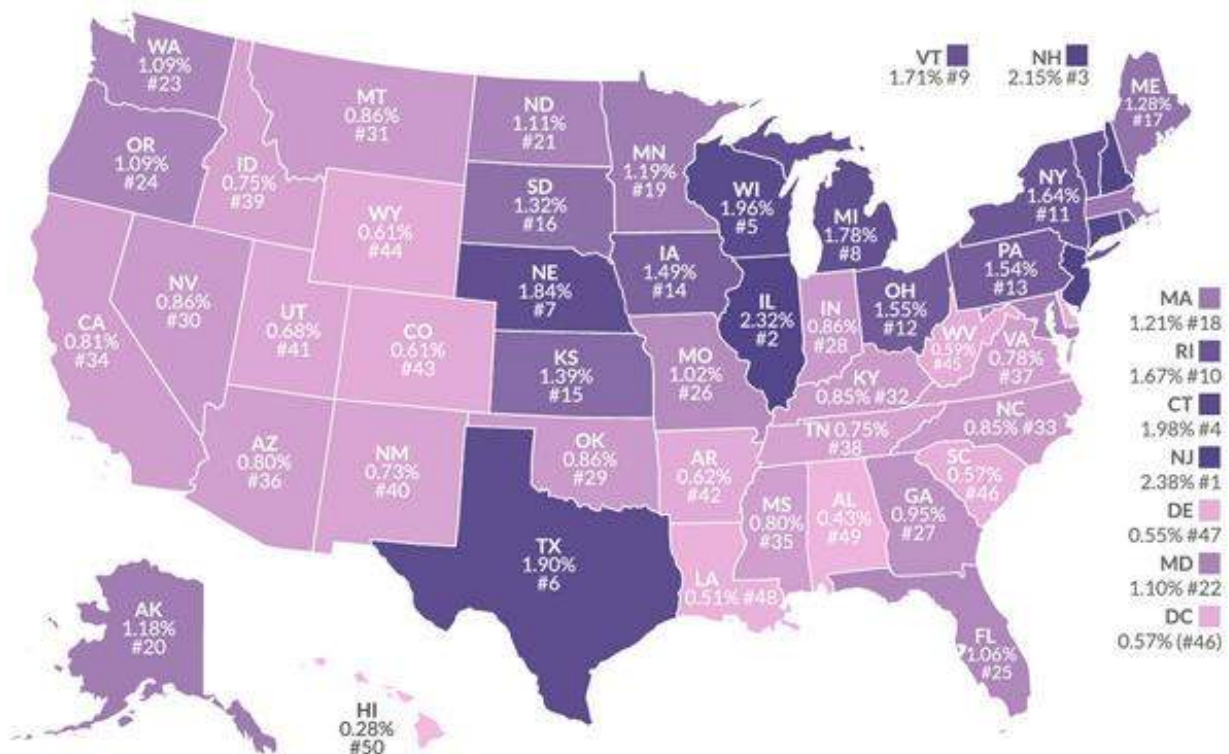 WA
1.09%
#23
MT
0.86%
#31
ND
1.11%
#21
VT
1.71% #9
NH
2.15% #3
ME
1.28%
#17
OR
1.09%
#24
ID
0.75%
#39
MN
1.19%
#19
SD
1.32%
#16
WI
1.96%
#5
MI
1.78%
#8
NY
1.64%
#11
WY
0.61%
#44
NE
1.84%
#7
IA
1.49%
#14
PA
1.54%
#13
NV
0.86%
#30
UT
0.68%
#41
CO
0.61%
#43
CA
0.81%
#34
IL
2.32%
#2
IN
0.86%
#28
OH
1.55%
#12
WV
0.59%
#45
VA
0.78%
#37
KS
1.39%
#15
MO
1.02%
#26
KY
0.85% #32
NC
0.85% #33
TN 0.75%
#38
AZ
0.80%
#36
NM
0.73%
#40
OK
0.86%
#29
AR
0.62%
#42
SC
0.57%
#46
MS
0.80%
#35
AL
0.43%
#49
GA
0.95%
#27
TX
1.90%
#6
LA
0.51% #48
FL
1.06%
#25
AK
1.18%
#20
HI
0.28%
#50
MA
1.21% #18
RI
1.67% #10
CT
1.98% #4
NJ
2.38% #1
DE
0.55% #47
MD
1.10% #22
DC
0.57% (#46)